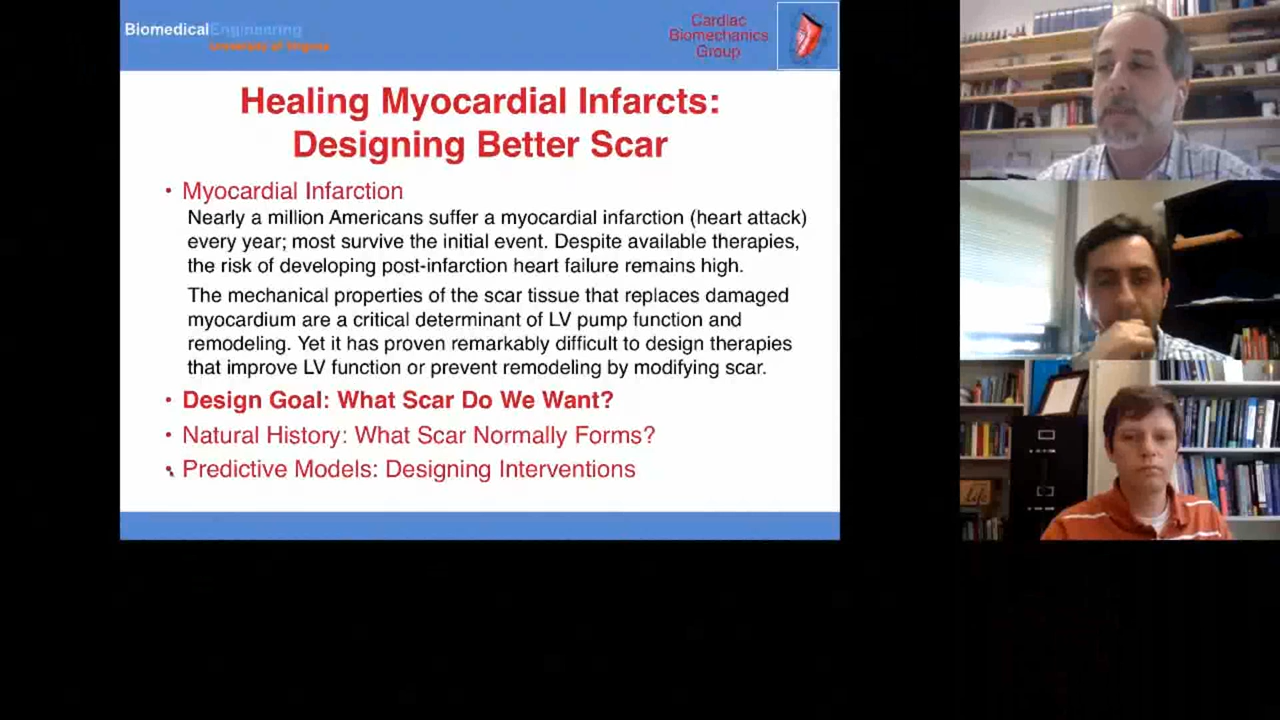 BiomedicalEngineering
University of Virginia
Cardiac
Biomechanics
Group
Healing Myocardial Infarcts:
Designing Better Scar
• Myocardial Infarction
Nearly a million Americans suffer a myocardial infarction (heart attack)
every year; most survive the initial event. Despite available therapies,
the risk of developing post-infarction heart failure remains high.
The mechanical properties of the scar tissue that replaces damaged
myocardium are a critical determinant of LV pump function and
remodeling. Yet it has proven remarkably difficult to design therapies
that improve LV function or prevent remodeling by modifying scar.
• Design Goal: What Scar Do We Want?
• Natural History: What Scar Normally Forms?
• Predictive Models: Designing Interventions
life